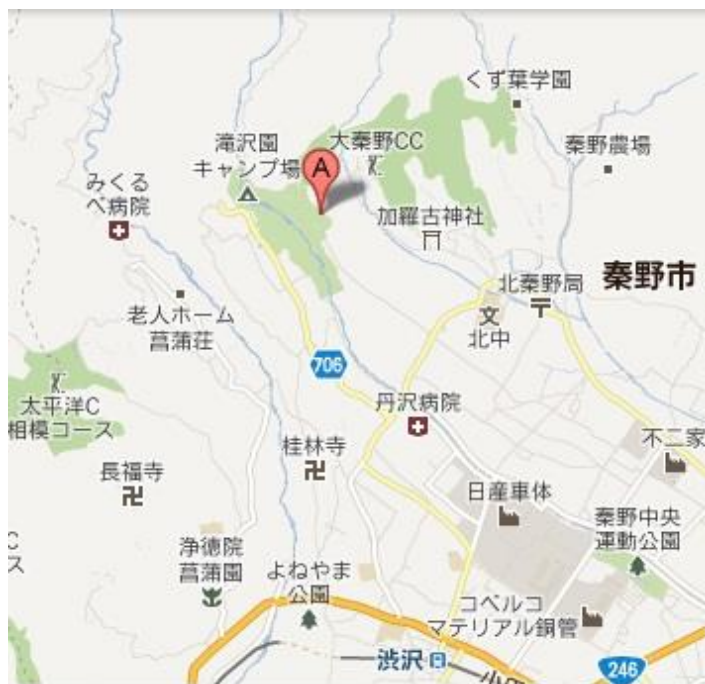 くず葉学園
滝沢園
キャンプ場
大秦野CC
秦野農場
A
みくる
べ病院
加羅古神社
秦野市
北秦野局
老人ホーム
菖蒲荘
文
北中
706
太平洋C
相模コース
丹沢病院
不二家
桂林寺
長福寺
日産車体
秦野中央
運動公園
C
ス
浄徳院
菖蒲園
よねやま
公園
コベルコ
マテリアル銅管
渋沢
小田
246